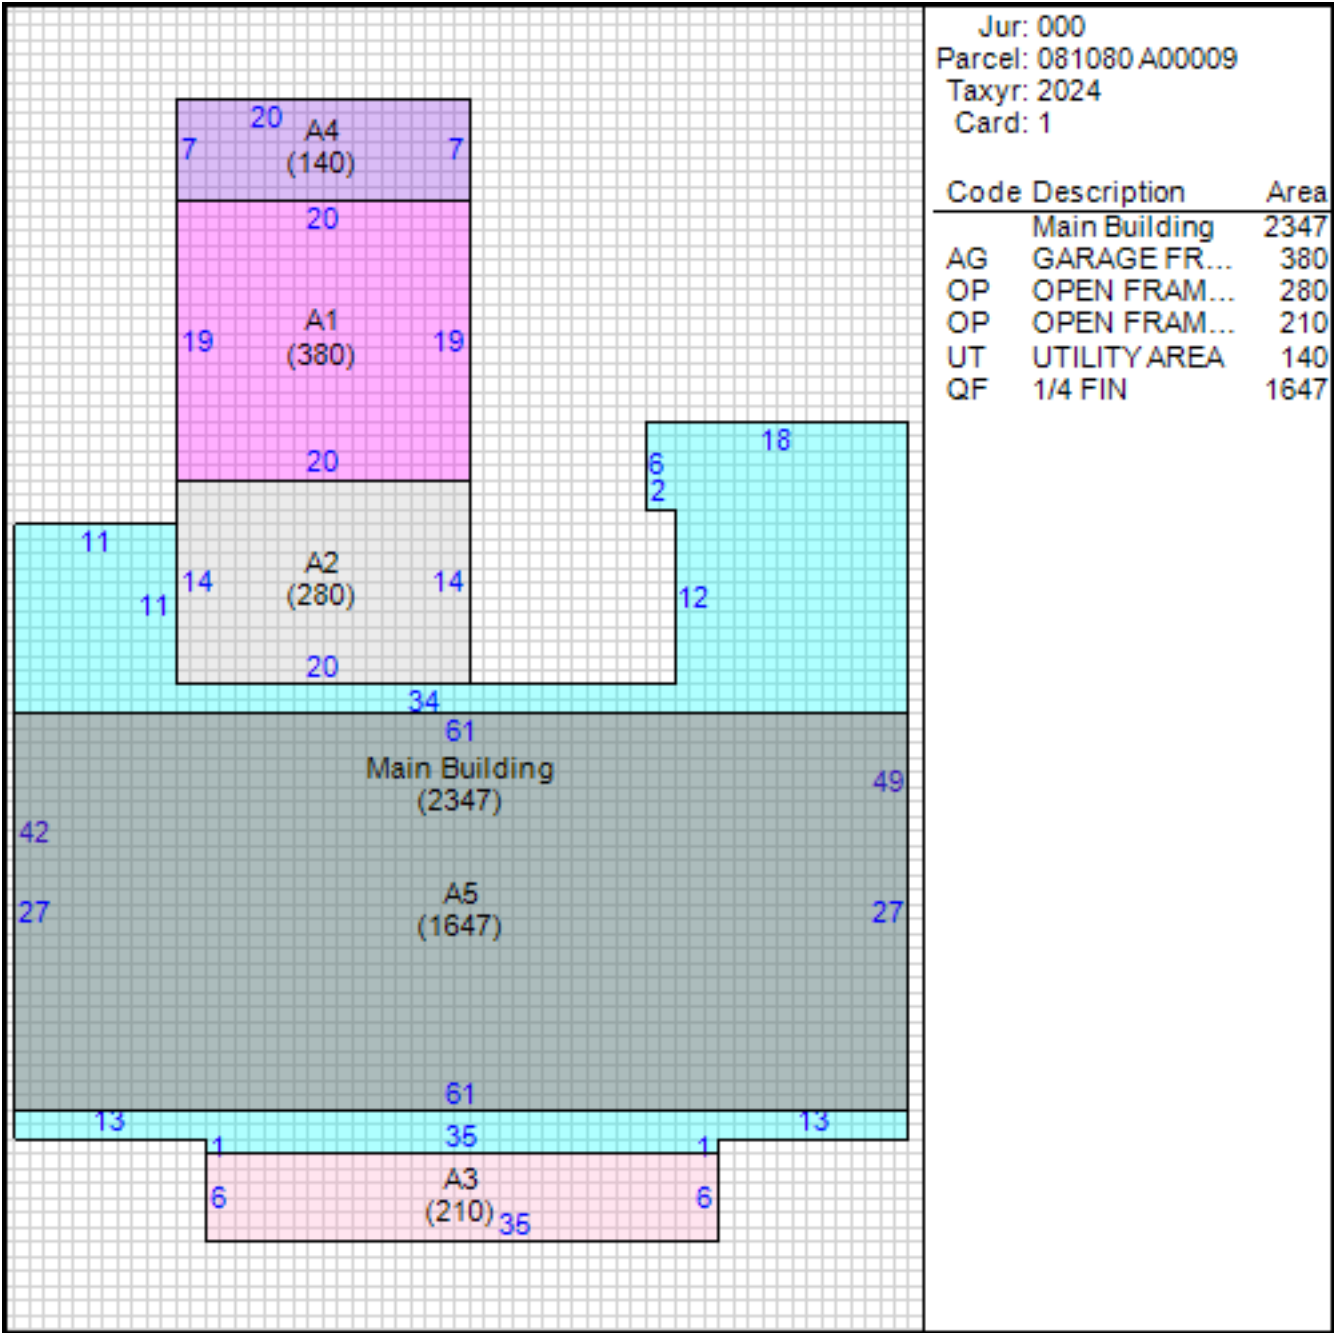 Jur: 000
Parcel: 081080 A00009
Taxyr: 2024
Card: 1
Code Description Area
Main Building 2347
AG GARAGE FR... 380
OP OPEN FRAM... 280
OP OPEN FRAM... 210
UT UTILITY AREA 140
QF 1/4 FIN 1647
20
A4
7 7
(140)
20
A1
19 19
(380)
18
20
6
2
11
A2
14 14
(280)
12
11
20
34
61
Main Building
49
(2347)
42
A5
27 27
(1647)
61
13 13
35
1 1
A3
6 6
(210)
35